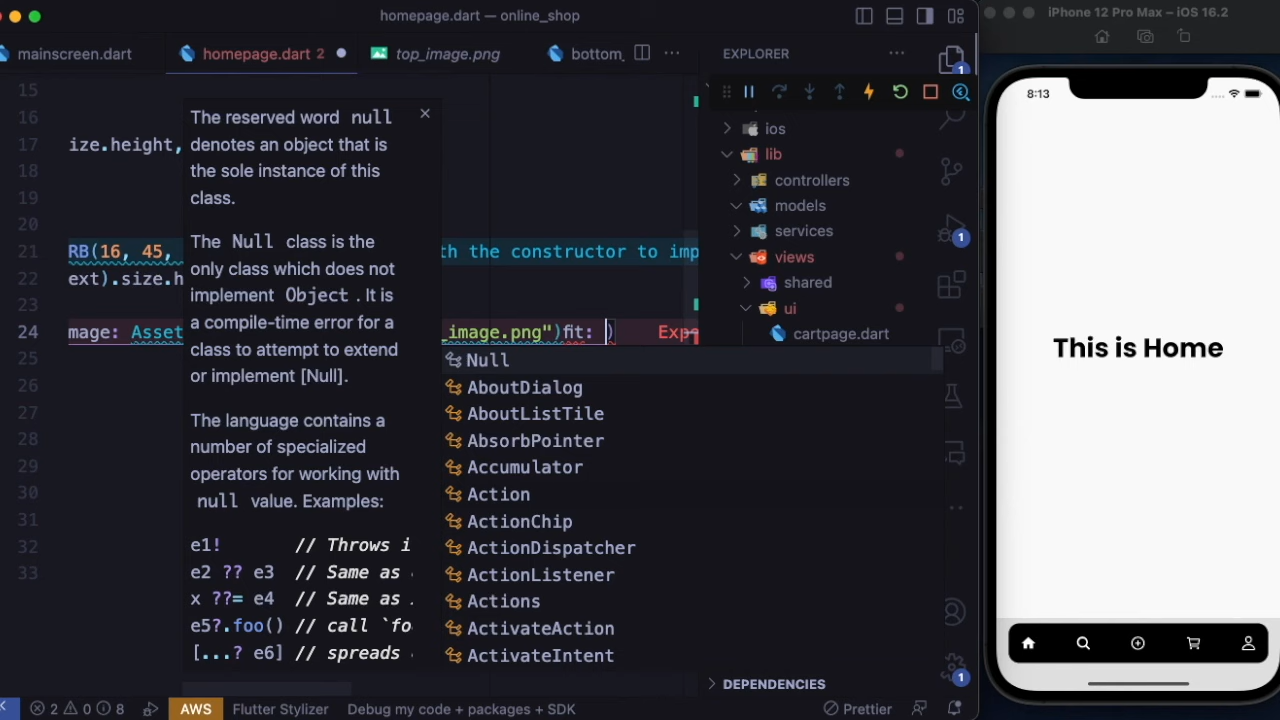 homepage.dart — online_shop
iPhone 12 Pro Max – iOS 16.2
mainscreen.dart
homepage.dart 2
top_image.png
bottom_
EXPLORER
1
15
16
17 ize.height,
18
19
20
21 RB(16, 45, th the constructor to imp
22 ext).size.h
23
24 mage: Asset _image.png")fit: )
25
26
27
28
29
30
31
32
33
The reserved word null
denotes an object that is
the sole instance of this
class.
The Null class is the
only class which does not
implement Object. It is
a compile-time error for a
class to attempt to extend
or implement [Null].
The language contains a
number of specialized
operators for working with
null value. Examples:
e1! // Throws i
e2 ?? e3 // Same as
x ??= e4 // Same as
e5?.foo() // call `fo
[...? e6] // spreads
Null
AboutDialog
AboutListTile
AbsorbPointer
Accumulator
Action
ActionChip
ActionDispatcher
ActionListener
Actions
ActivateAction
ActivateIntent
ios
lib
controllers
models
services
views
shared
ui
cartpage.dart
DEPENDENCIES
1
1
8:13
This is Home
2 0 8
AWS
Flutter Stylizer
Debug my code + packages + SDK
Prettier